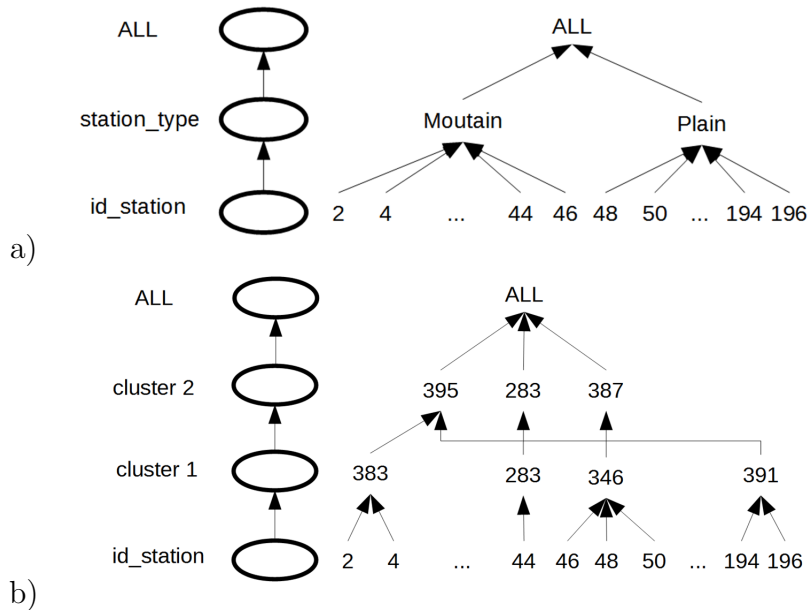 ALL ALL
station_type Moutain Plain
id_station 2 4 ... 44 46 48 50 ... 194 196
a)
ALL ALL
cluster 2 395 283 387
cluster 1 383 283 346 391
id_station 2 4 ... 44 46 48 50 ... 194 196
b)